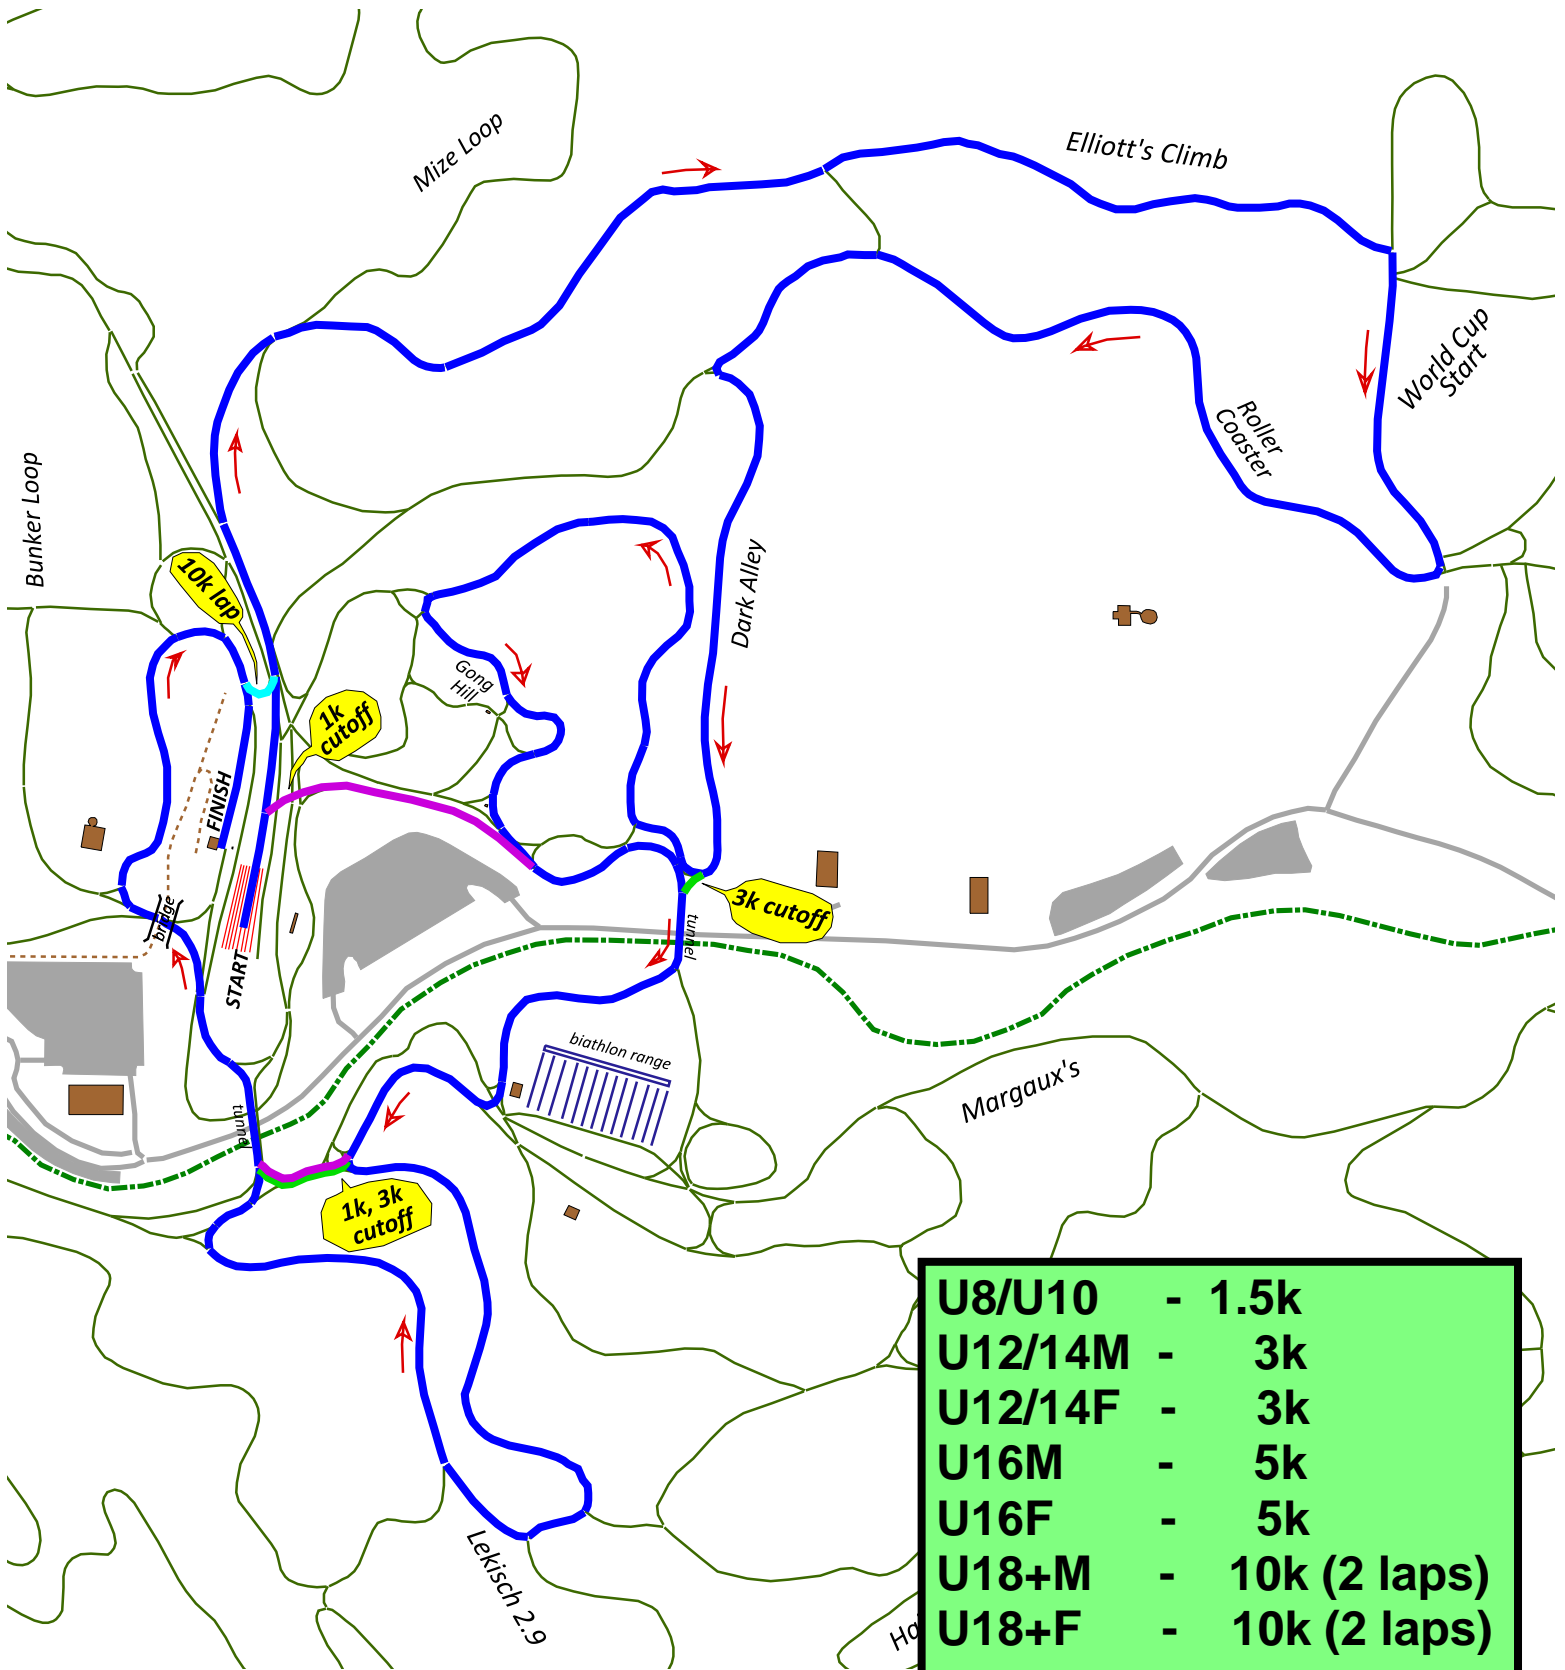 Mize Loop
Elliott's Climb
World Cup
Start
Roller
Coaster
Bunker Loop
10k lap
Dark Alley
Gong
Hill
1k
cutoff
FINISH
3k cutoff
bridge
tunnel
START
biathlon range
Margaux's
tunnel
1k, 3k
cutoff
Lekisch 2.9
U8/U10 - 1.5k
U12/14M - 3k
U12/14F - 3k
U16M - 5k
U16F - 5k
U18+M - 10k (2 laps)
U18+F - 10k (2 laps)